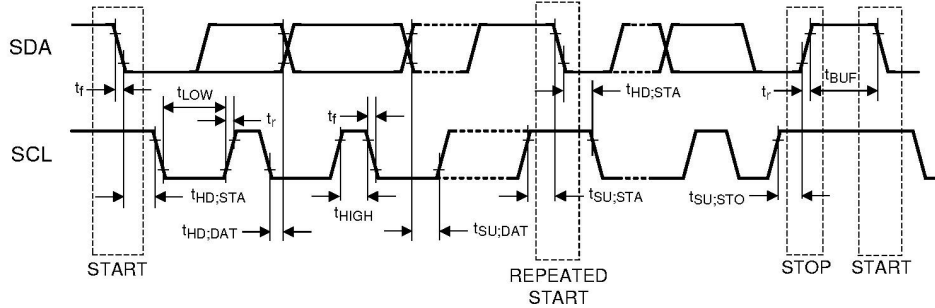 SDA
tf
tLOW
tr
tf
tHD;STA
tr
tBUF
SCL
tHD;STA
tHD;DAT
tHIGH
tSU;DAT
tSU;STA
tSU;STO
START
REPEATED
START
STOP
START